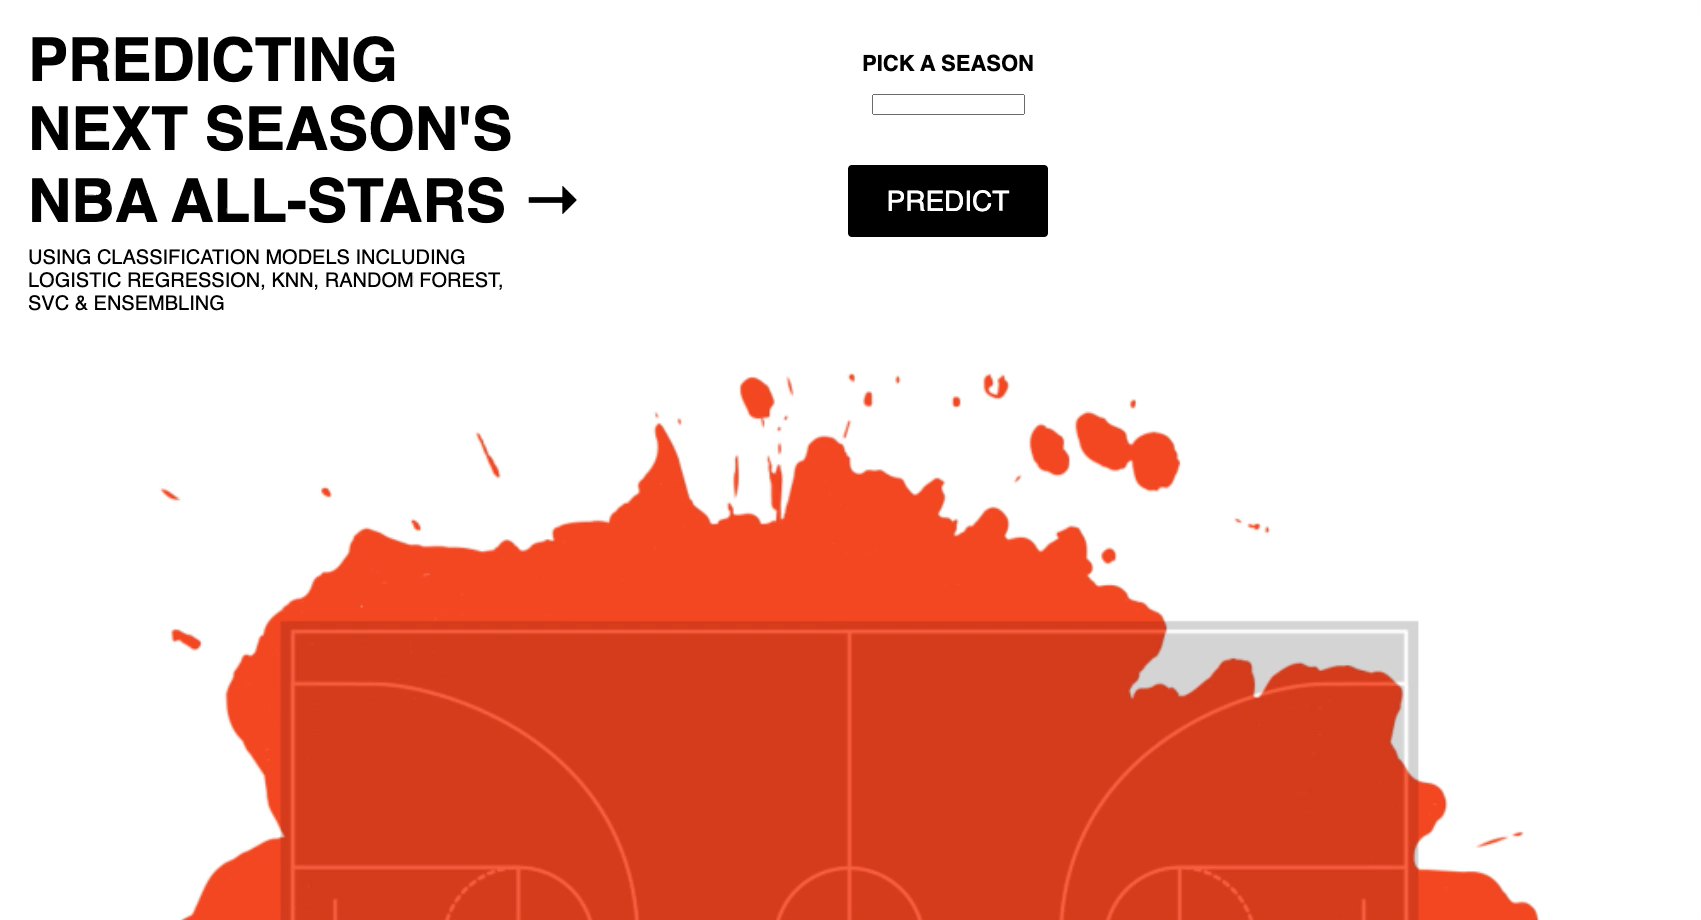 PREDICTING
NEXT SEASON'S
NBA ALL-STARS →
USING CLASSIFICATION MODELS INCLUDING
LOGISTIC REGRESSION, KNN, RANDOM FOREST,
SVC & ENSEMBLING
PICK A SEASON
PREDICT